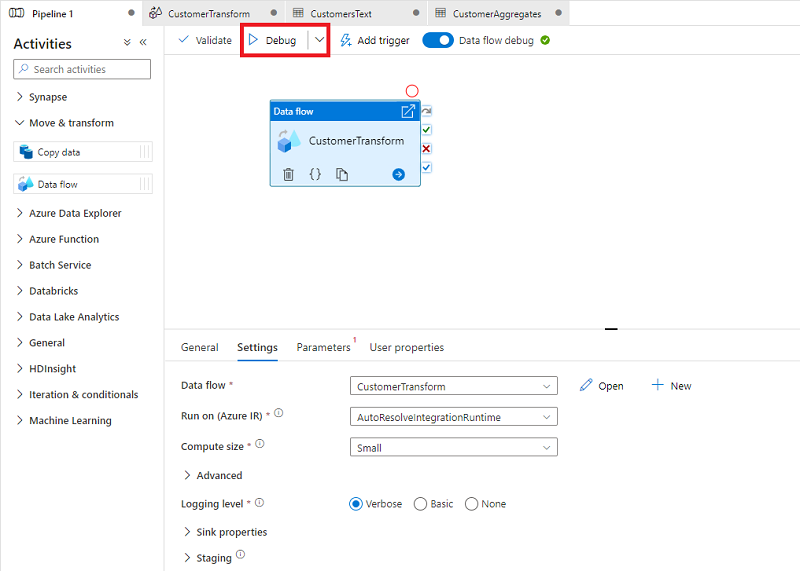 Pipeline 1
CustomerTransform
CustomersText
CustomerAggregates
Activities
Search activities
Synapse
Move & transform
Copy data
Data flow
Azure Data Explorer
Azure Function
Batch Service
Databricks
Data Lake Analytics
General
HDInsight
Iteration & conditionals
Machine Learning
Validate
Debug
Add trigger
Data flow debug
Data flow
CustomerTransform
{}
General
Settings
Parameters 1
User properties
Data flow * CustomerTransform Open New
Run on (Azure IR) * AutoResolveIntegrationRuntime
Compute size * Small
Advanced
Logging level * Verbose Basic None
Sink properties
Staging